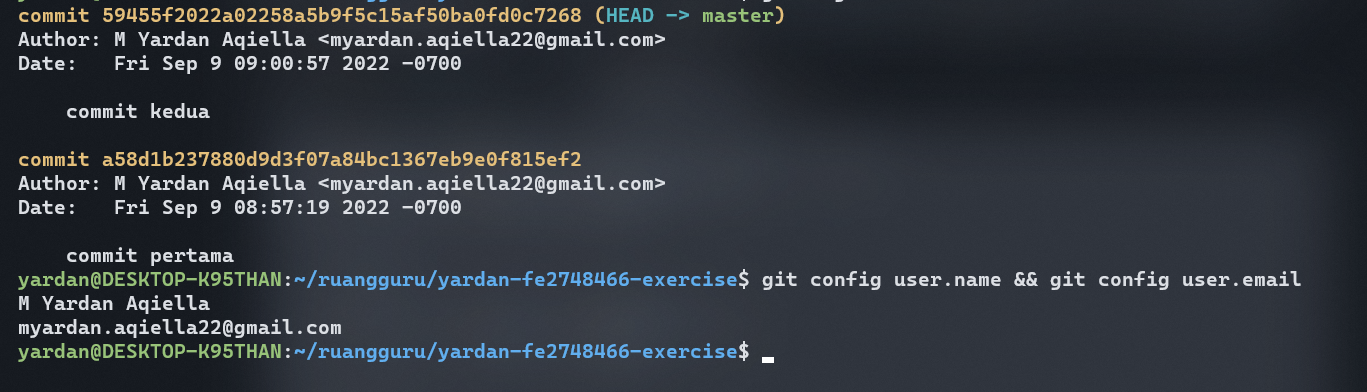 commit 59455f2022a02258a5b9f5c15af50ba0fd0c7268 (HEAD -> master)
Author: M Yardan Aqiella <myardan.aqiella22@gmail.com>
Date:   Fri Sep 9 09:00:57 2022 -0700
    commit kedua
commit a58d1b237880d9d3f07a84bc1367eb9e0f815ef2
Author: M Yardan Aqiella <myardan.aqiella22@gmail.com>
Date:   Fri Sep 9 08:57:19 2022 -0700
    commit pertama
yardan@DESKTOP-K95THAN:~/ruangguru/yardan-fe2748466-exercise$ git config user.name && git config user.email
M Yardan Aqiella
myardan.aqiella22@gmail.com
yardan@DESKTOP-K95THAN:~/ruangguru/yardan-fe2748466-exercise$